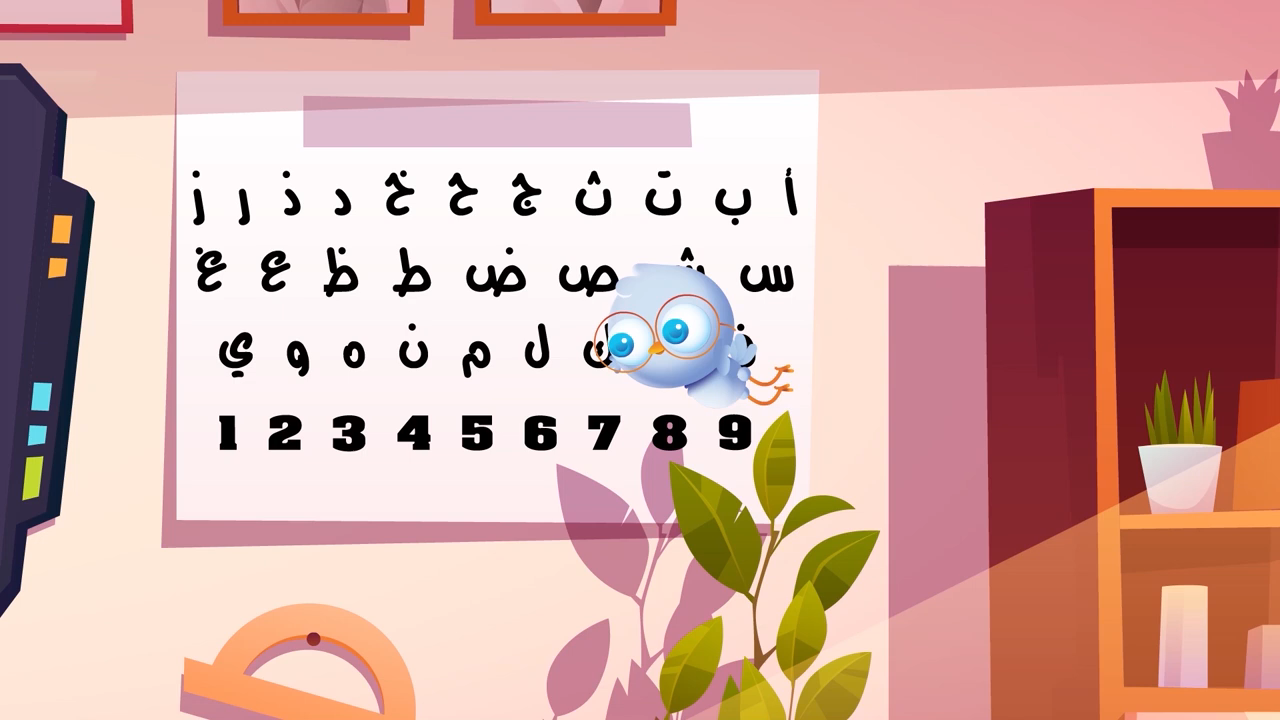 أ ب ت ث ج ح خ د ذ ر ز
س ش ص ض ط ظ ع غ
ل م ن ه و ي
1 2 3 4 5 6 7 8 9